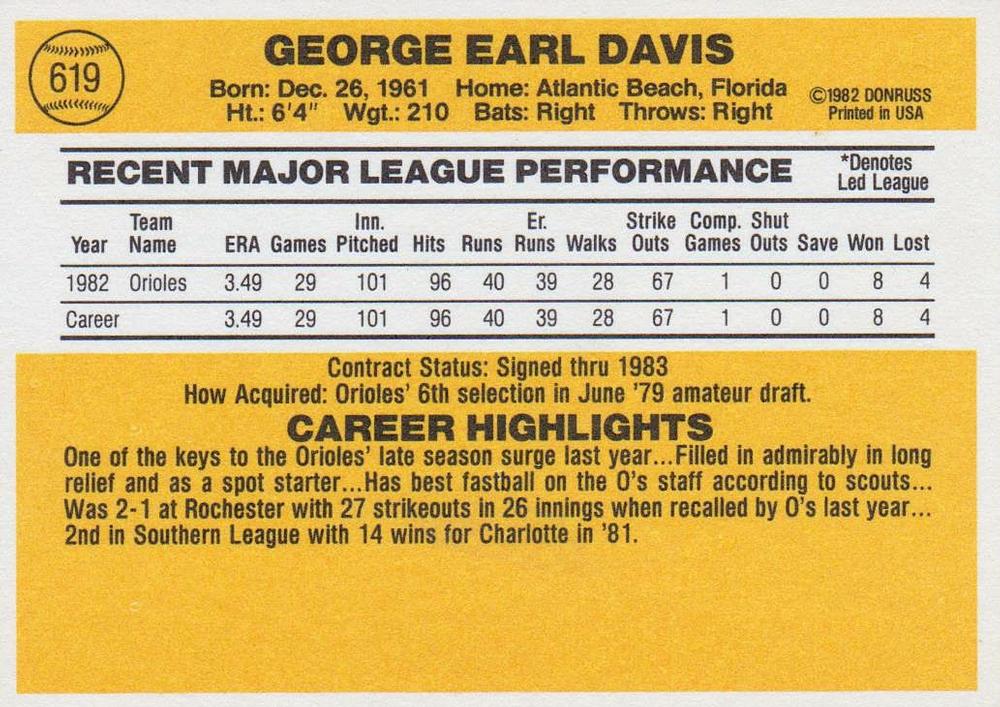 619
GEORGE EARL DAVIS
Born: Dec. 26, 1961 Home: Atlantic Beach, Florida
Ht.: 6'4" Wgt.: 210 Bats: Right Throws: Right
©1982 DONRUSS
Printed in USA
RECENT MAJOR LEAGUE PERFORMANCE
*Denotes
Led League
Year Team Name ERA Games Inn. Pitched Hits Runs Er. Runs Walks Strike Outs Comp. Games Shut Outs Save Won Lost
1982 Orioles 3.49 29 101 96 40 39 28 67 1 0 0 8 4
Career 3.49 29 101 96 40 39 28 67 1 0 0 8 4
Contract Status: Signed thru 1983
How Acquired: Orioles' 6th selection in June '79 amateur draft.
CAREER HIGHLIGHTS
One of the keys to the Orioles' late season surge last year...Filled in admirably in long
relief and as a spot starter...Has best fastball on the O's staff according to scouts...
Was 2-1 at Rochester with 27 strikeouts in 26 innings when recalled by O's last year...
2nd in Southern League with 14 wins for Charlotte in '81.